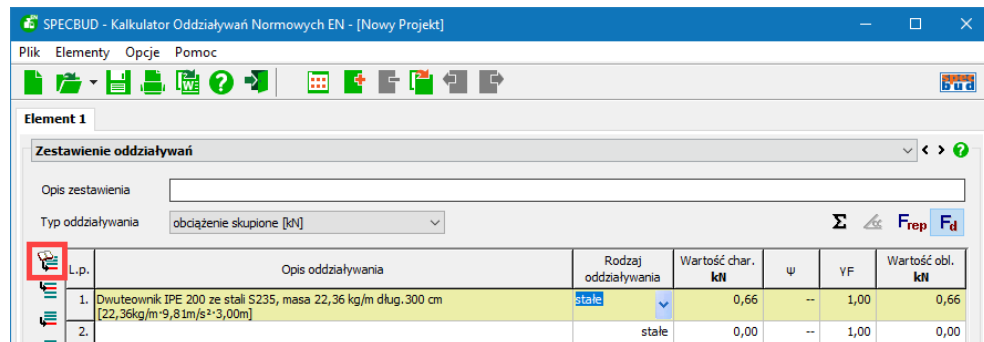 SPECBUD - Kalkulator Oddziaływań Normowych EN - [Nowy Projekt]
Plik Elementy Opcje Pomoc
spec
bud
Element 1
Zestawienie oddziaływań
Opis zestawienia
Typ oddziaływania obciążenie skupione [kN] Σ Frep Fd
L.p. Opis oddziaływania Rodzaj oddziaływania Wartość char. kN ψ γF Wartość obl. kN
1. Dwuteownik IPE 200 ze stali S235, masa 22,36 kg/m dług.300 cm stałe 0,66 -- 1,00 0,66
[22,36kg/m·9,81m/s²·3,00m]
2. stałe 0,00 -- 1,00 0,00